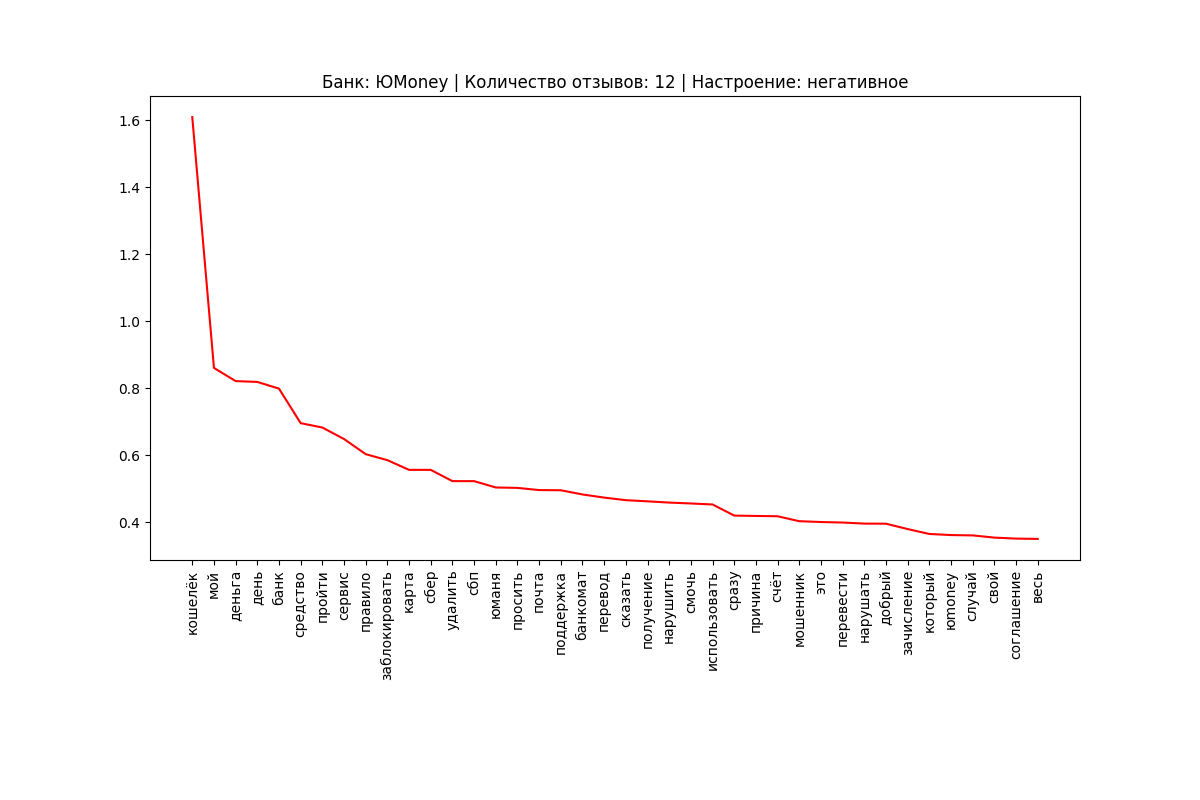 Банк: ЮMoney | Количество отзывов: 12 | Настроение: негативное
1.6
1.4
1.2
1.0
0.8
0.6
0.4
кошелёк
мой
деньга
день
банк
средство
пройти
сервис
правило
заблокировать
карта
сбер
удалить
сбп
юманя
просить
почта
поддержка
банкомат
перевод
сказать
получение
нарушить
смочь
использовать
сразу
причина
счёт
мошенник
это
перевести
нарушать
добрый
зачисление
который
юmoney
случай
свой
соглашение
весь